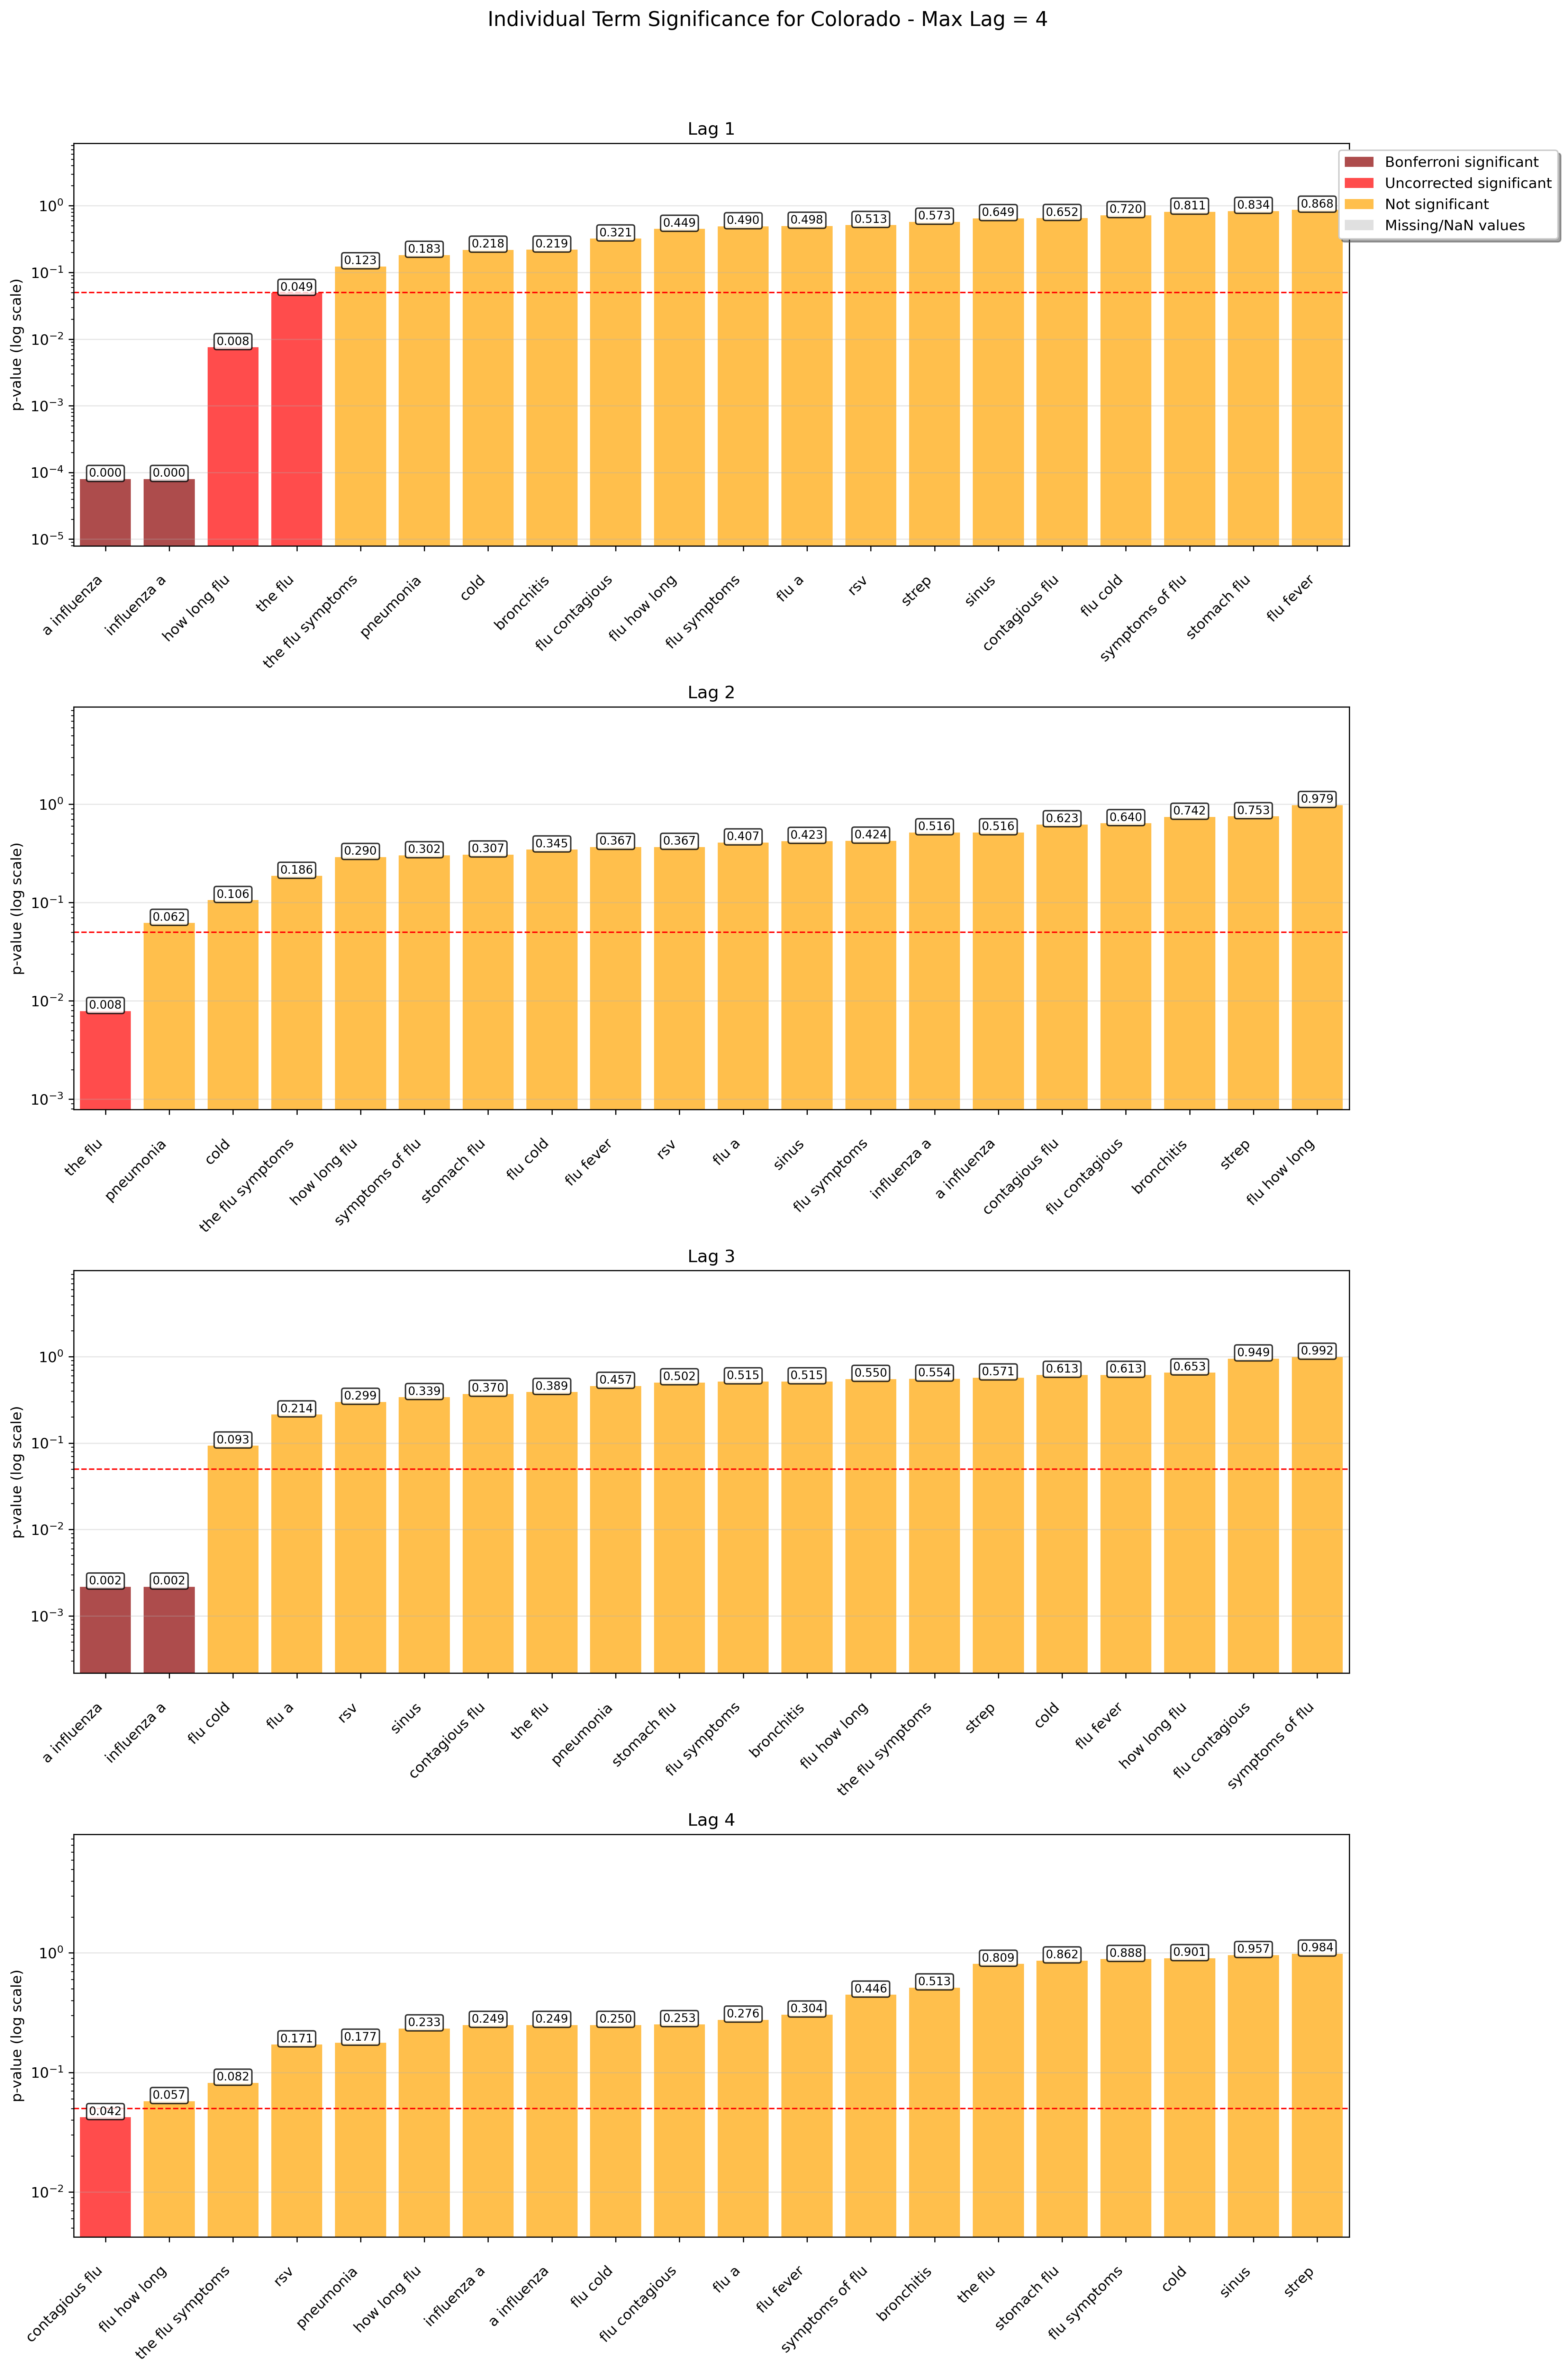 Individual Term Significance for Colorado - Max Lag = 4
Lag 1
Bonferroni significant
Uncorrected significant
Not significant
Missing/NaN values
p-value (log scale)
10⁰
10⁻¹
10⁻²
10⁻³
10⁻⁴
10⁻⁵
0.000 0.000 0.008 0.049 0.123 0.183 0.218 0.219 0.321 0.449 0.490 0.498 0.513 0.573 0.649 0.652 0.720 0.811 0.834 0.868
a influenza
influenza a
how long flu
the flu
the flu symptoms
pneumonia
cold
bronchitis
flu contagious
flu how long
flu symptoms
flu a
rsv
strep
sinus
contagious flu
flu cold
symptoms of flu
stomach flu
flu fever
Lag 2
p-value (log scale)
10⁰
10⁻¹
10⁻²
10⁻³
0.008 0.062 0.106 0.186 0.290 0.302 0.307 0.345 0.367 0.367 0.407 0.423 0.424 0.516 0.516 0.623 0.640 0.742 0.753 0.979
the flu
pneumonia
cold
the flu symptoms
how long flu
symptoms of flu
stomach flu
flu cold
flu fever
rsv
flu a
sinus
flu symptoms
influenza a
a influenza
contagious flu
flu contagious
bronchitis
strep
flu how long
Lag 3
p-value (log scale)
10⁰
10⁻¹
10⁻²
10⁻³
0.002 0.002 0.093 0.214 0.299 0.339 0.370 0.389 0.457 0.502 0.515 0.515 0.550 0.554 0.571 0.613 0.613 0.653 0.949 0.992
a influenza
influenza a
flu cold
flu a
rsv
sinus
contagious flu
the flu
pneumonia
stomach flu
flu symptoms
bronchitis
flu how long
the flu symptoms
strep
cold
flu fever
how long flu
flu contagious
symptoms of flu
Lag 4
p-value (log scale)
10⁰
10⁻¹
10⁻²
0.042 0.057 0.082 0.171 0.177 0.233 0.249 0.249 0.250 0.253 0.276 0.304 0.446 0.513 0.809 0.862 0.888 0.901 0.957 0.984
contagious flu
flu how long
the flu symptoms
rsv
pneumonia
how long flu
influenza a
a influenza
flu cold
flu contagious
flu a
flu fever
symptoms of flu
bronchitis
the flu
stomach flu
flu symptoms
cold
sinus
strep